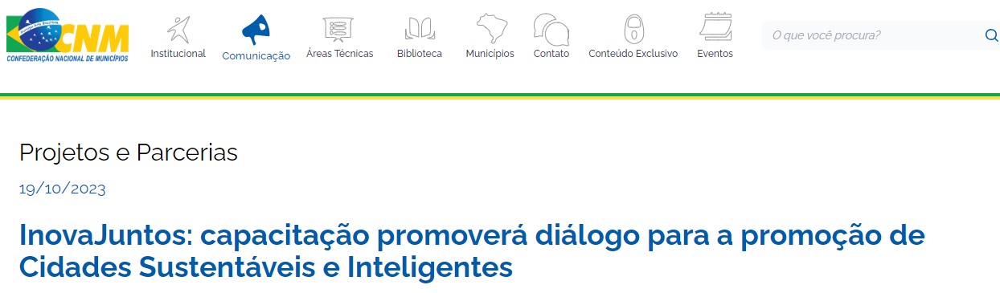 CNM
CONFEDERAÇÃO NACIONAL DE MUNICÍPIOS
Institucional
Comunicação
Áreas Técnicas
Biblioteca
Municípios
Contato
Conteúdo Exclusivo
Eventos
O que você procura?
Projetos e Parcerias
19/10/2023
InovaJuntos: capacitação promoverá diálogo para a promoção de
Cidades Sustentáveis e Inteligentes